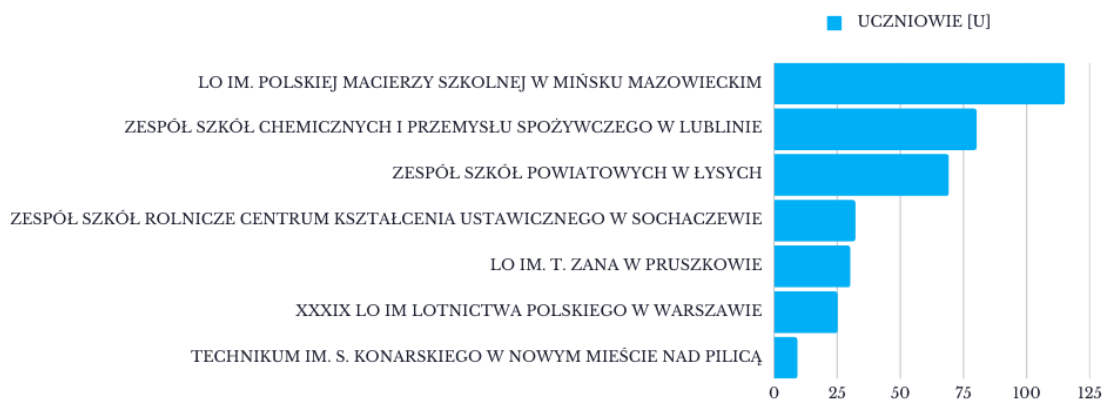 UCZNIOWIE [U]
LO IM. POLSKIEJ MACIERZY SZKOLNEJ W MIŃSKU MAZOWIECKIM
ZESPÓŁ SZKÓŁ CHEMICZNYCH I PRZEMYSŁU SPOŻYWCZEGO W LUBLINIE
ZESPÓŁ SZKÓŁ POWIATOWYCH W ŁYSYCH
ZESPÓŁ SZKÓŁ ROLNICZE CENTRUM KSZTAŁCENIA USTAWICZNEGO W SOCHACZEWIE
LO IM. T. ZANA W PRUSZKOWIE
XXXIX LO IM LOTNICTWA POLSKIEGO W WARSZAWIE
TECHNIKUM IM. S. KONARSKIEGO W NOWYM MIEŚCIE NAD PILICĄ
0 25 50 75 100 125